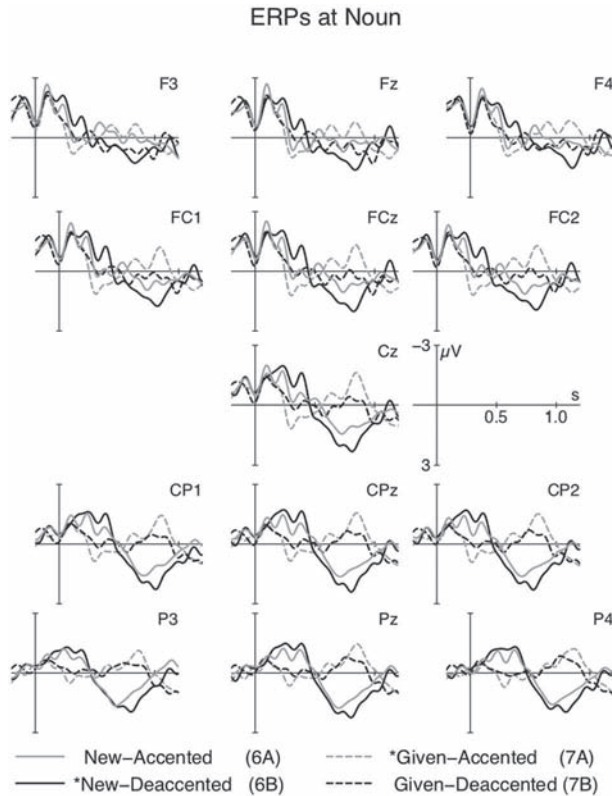 ERPs at Noun
F3 Fz F4
FC1 FCz FC2
Cz
−3
µV
s
0.5 1.0
3
CP1 CPz CP2
P3 Pz P4
New–Accented (6A) *Given–Accented (7A)
*New–Deaccented (6B) Given–Deaccented (7B)